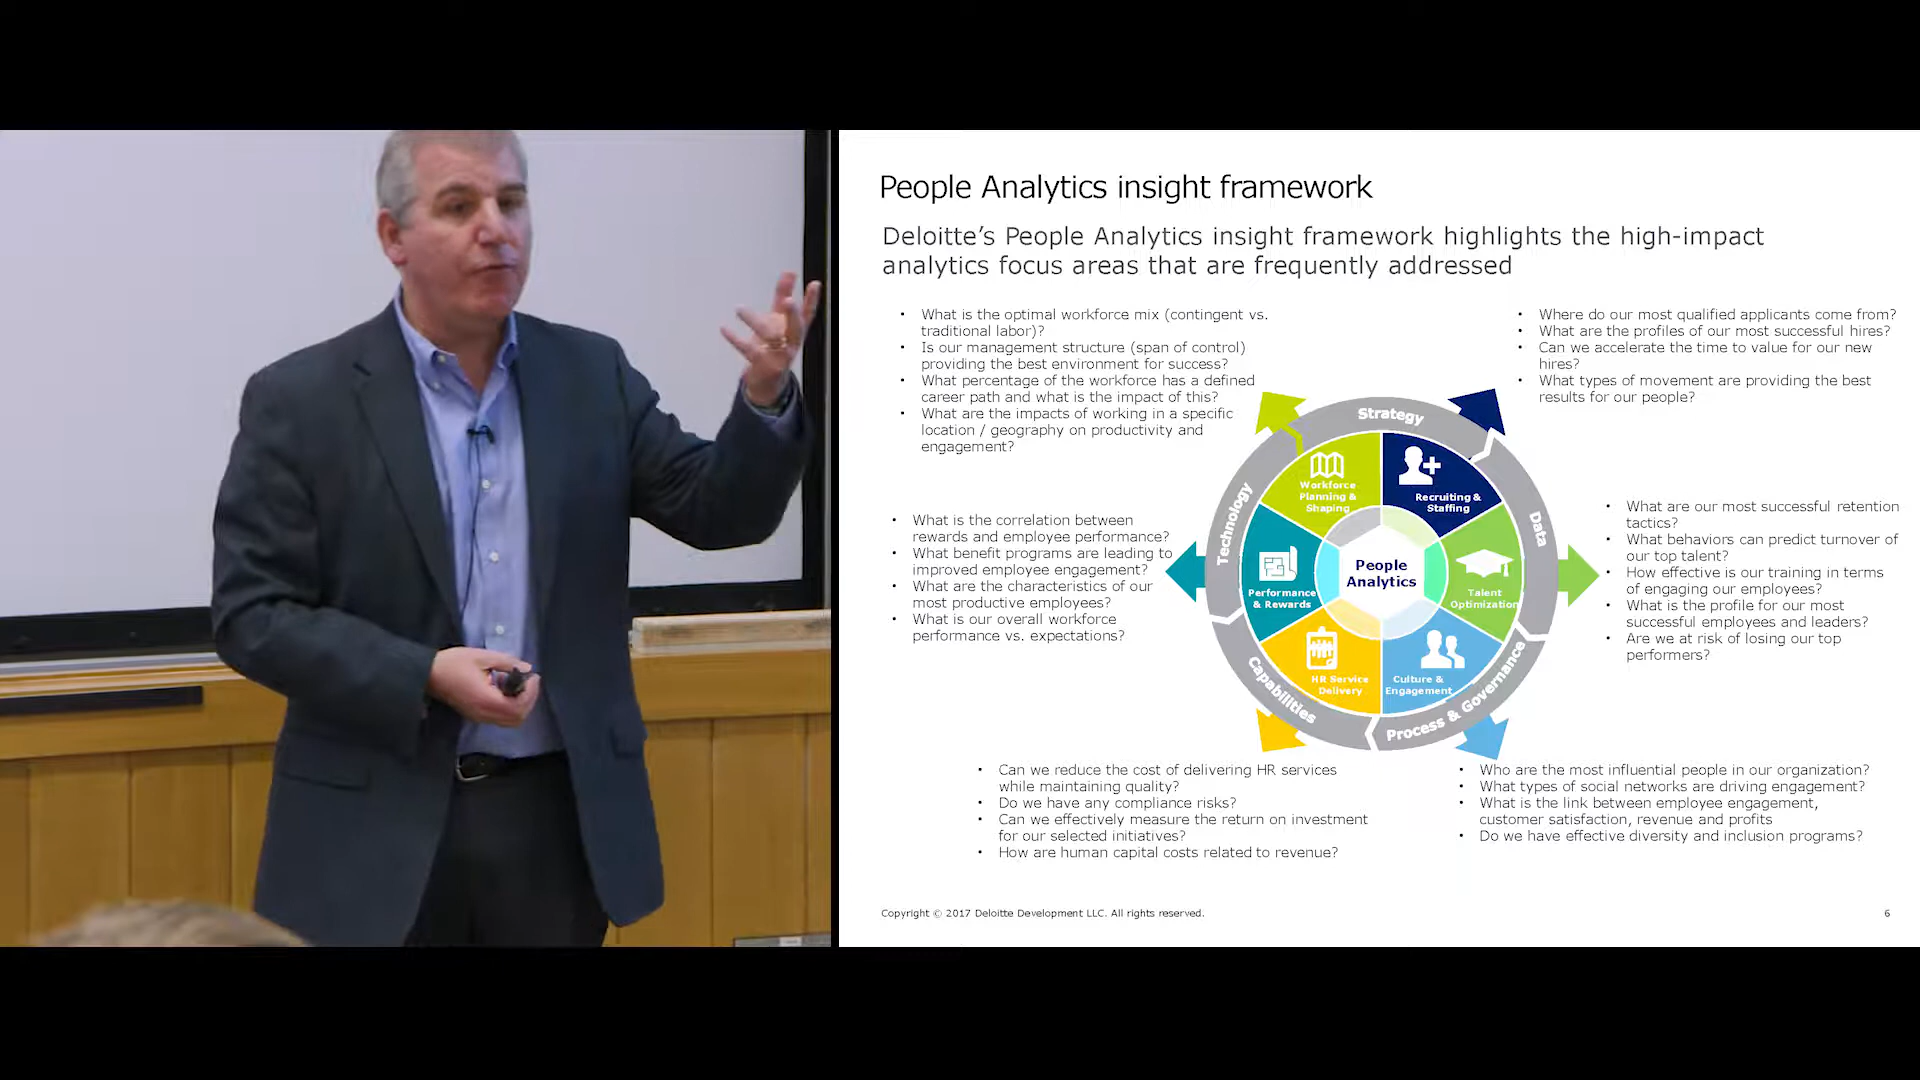 People Analytics insight framework
Deloitte's People Analytics insight framework highlights the high-impact
analytics focus areas that are frequently addressed
• What is the optimal workforce mix (contingent vs.
traditional labor)?
• Is our management structure (span of control)
providing the best environment for success?
• What percentage of the workforce has a defined
career path and what is the impact of this?
• What are the impacts of working in a specific
location / geography on productivity and
engagement?
• Where do our most qualified applicants come from?
• What are the profiles of our most successful hires?
• Can we accelerate the time to value for our new
hires?
• What types of movement are providing the best
results for our people?
• What is the correlation between
rewards and employee performance?
• What benefit programs are leading to
improved employee engagement?
• What are the characteristics of our
most productive employees?
• What is our overall workforce
performance vs. expectations?
Strategy
Data
Process & Governance
Capabilities
Technology
Workforce
Planning &
Shaping
Recruiting &
Staffing
Talent
Optimization
Culture &
Engagement
HR Service
Delivery
Performance
& Rewards
People
Analytics
• What are our most successful retention
tactics?
• What behaviors can predict turnover of
our top talent?
• How effective is our training in terms
of engaging our employees?
• What is the profile for our most
successful employees and leaders?
• Are we at risk of losing our top
performers?
• Can we reduce the cost of delivering HR services
while maintaining quality?
• Do we have any compliance risks?
• Can we effectively measure the return on investment
for our selected initiatives?
• How are human capital costs related to revenue?
• Who are the most influential people in our organization?
• What types of social networks are driving engagement?
• What is the link between employee engagement,
customer satisfaction, revenue and profits
• Do we have effective diversity and inclusion programs?
Copyright © 2017 Deloitte Development LLC. All rights reserved.
6